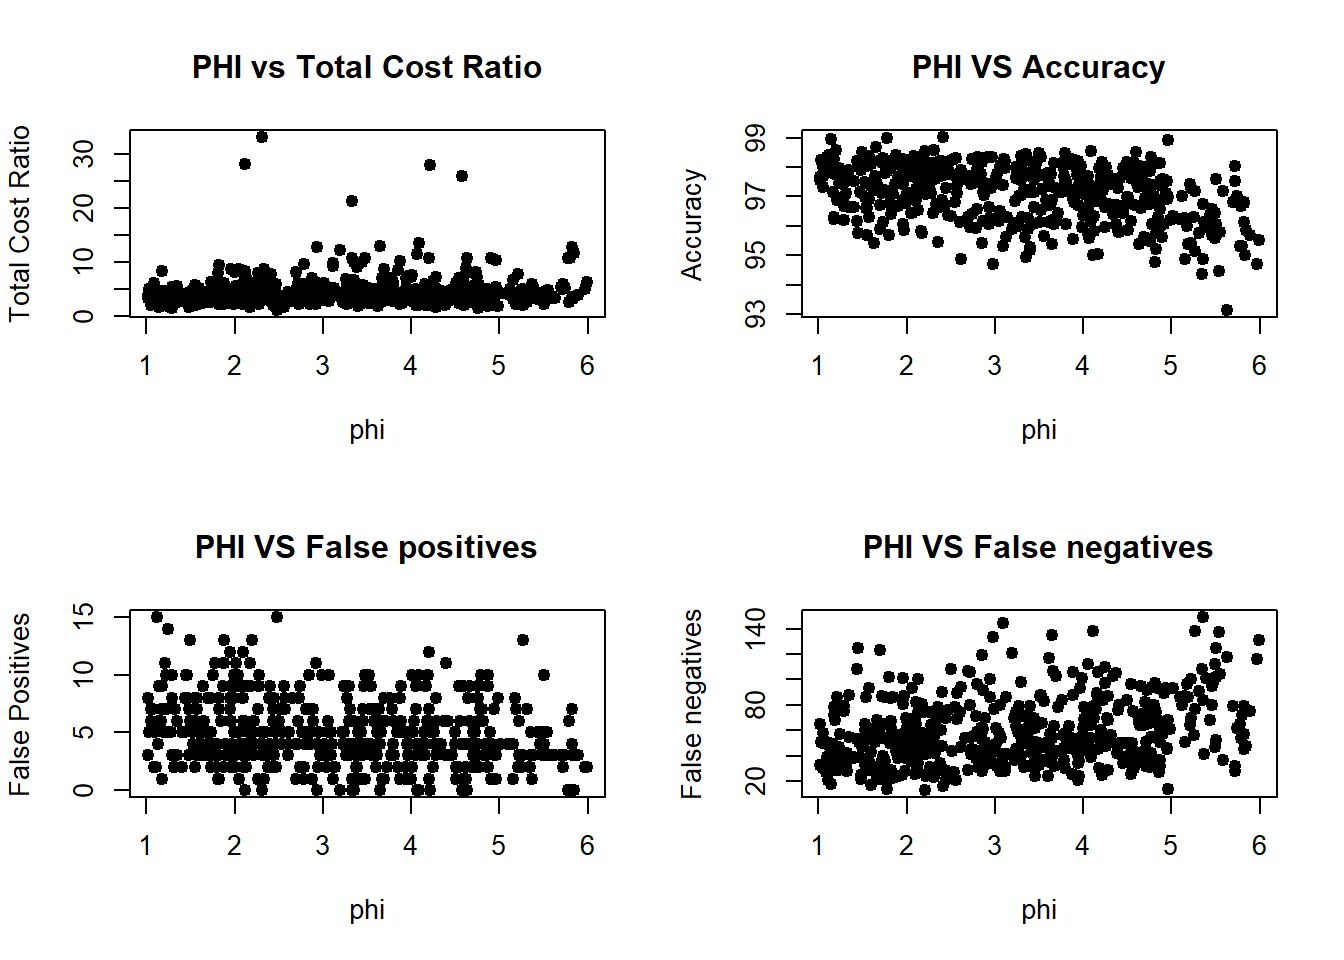 PHI vs Total Cost Ratio
Total Cost Ratio
0 10 20 30
1 2 3 4 5 6
phi
PHI VS Accuracy
Accuracy
93 95 97 99
1 2 3 4 5 6
phi
PHI VS False positives
False Positives
0 5 10 15
1 2 3 4 5 6
phi
PHI VS False negatives
False negatives
20 80 140
1 2 3 4 5 6
phi